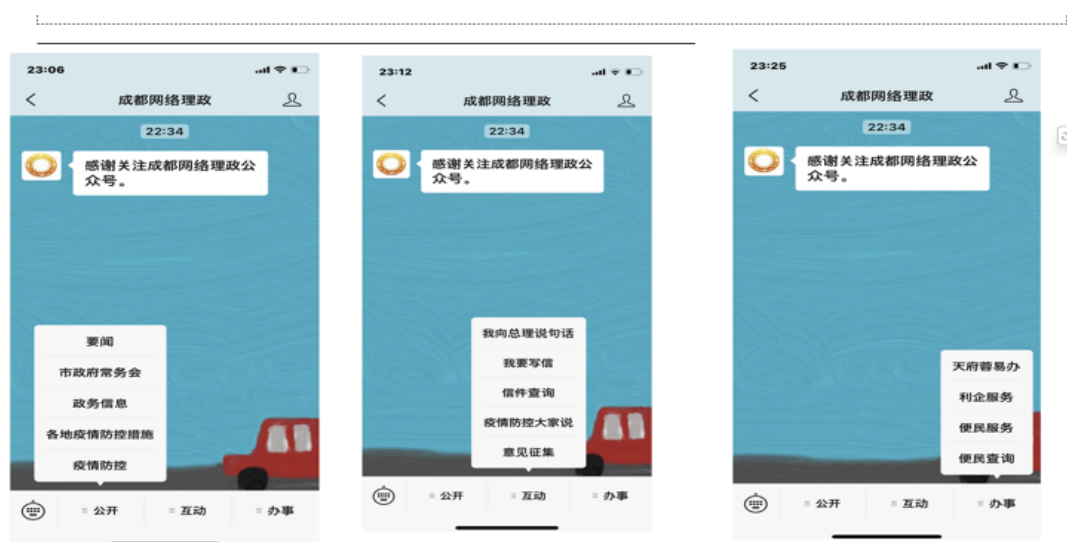 23:06
成都网络理政
22:34
感谢关注成都网络理政公
众号。
要闻
市政府常务会
政务信息
各地疫情防控措施
疫情防控
公开
互动
办事
23:12
成都网络理政
22:34
感谢关注成都网络理政公
众号。
我向总理说句话
我要写信
信件查询
疫情防控大家说
意见征集
公开
互动
办事
23:25
成都网络理政
22:34
感谢关注成都网络理政公
众号。
天府蓉易办
利企服务
便民服务
便民查询
公开
互动
办事